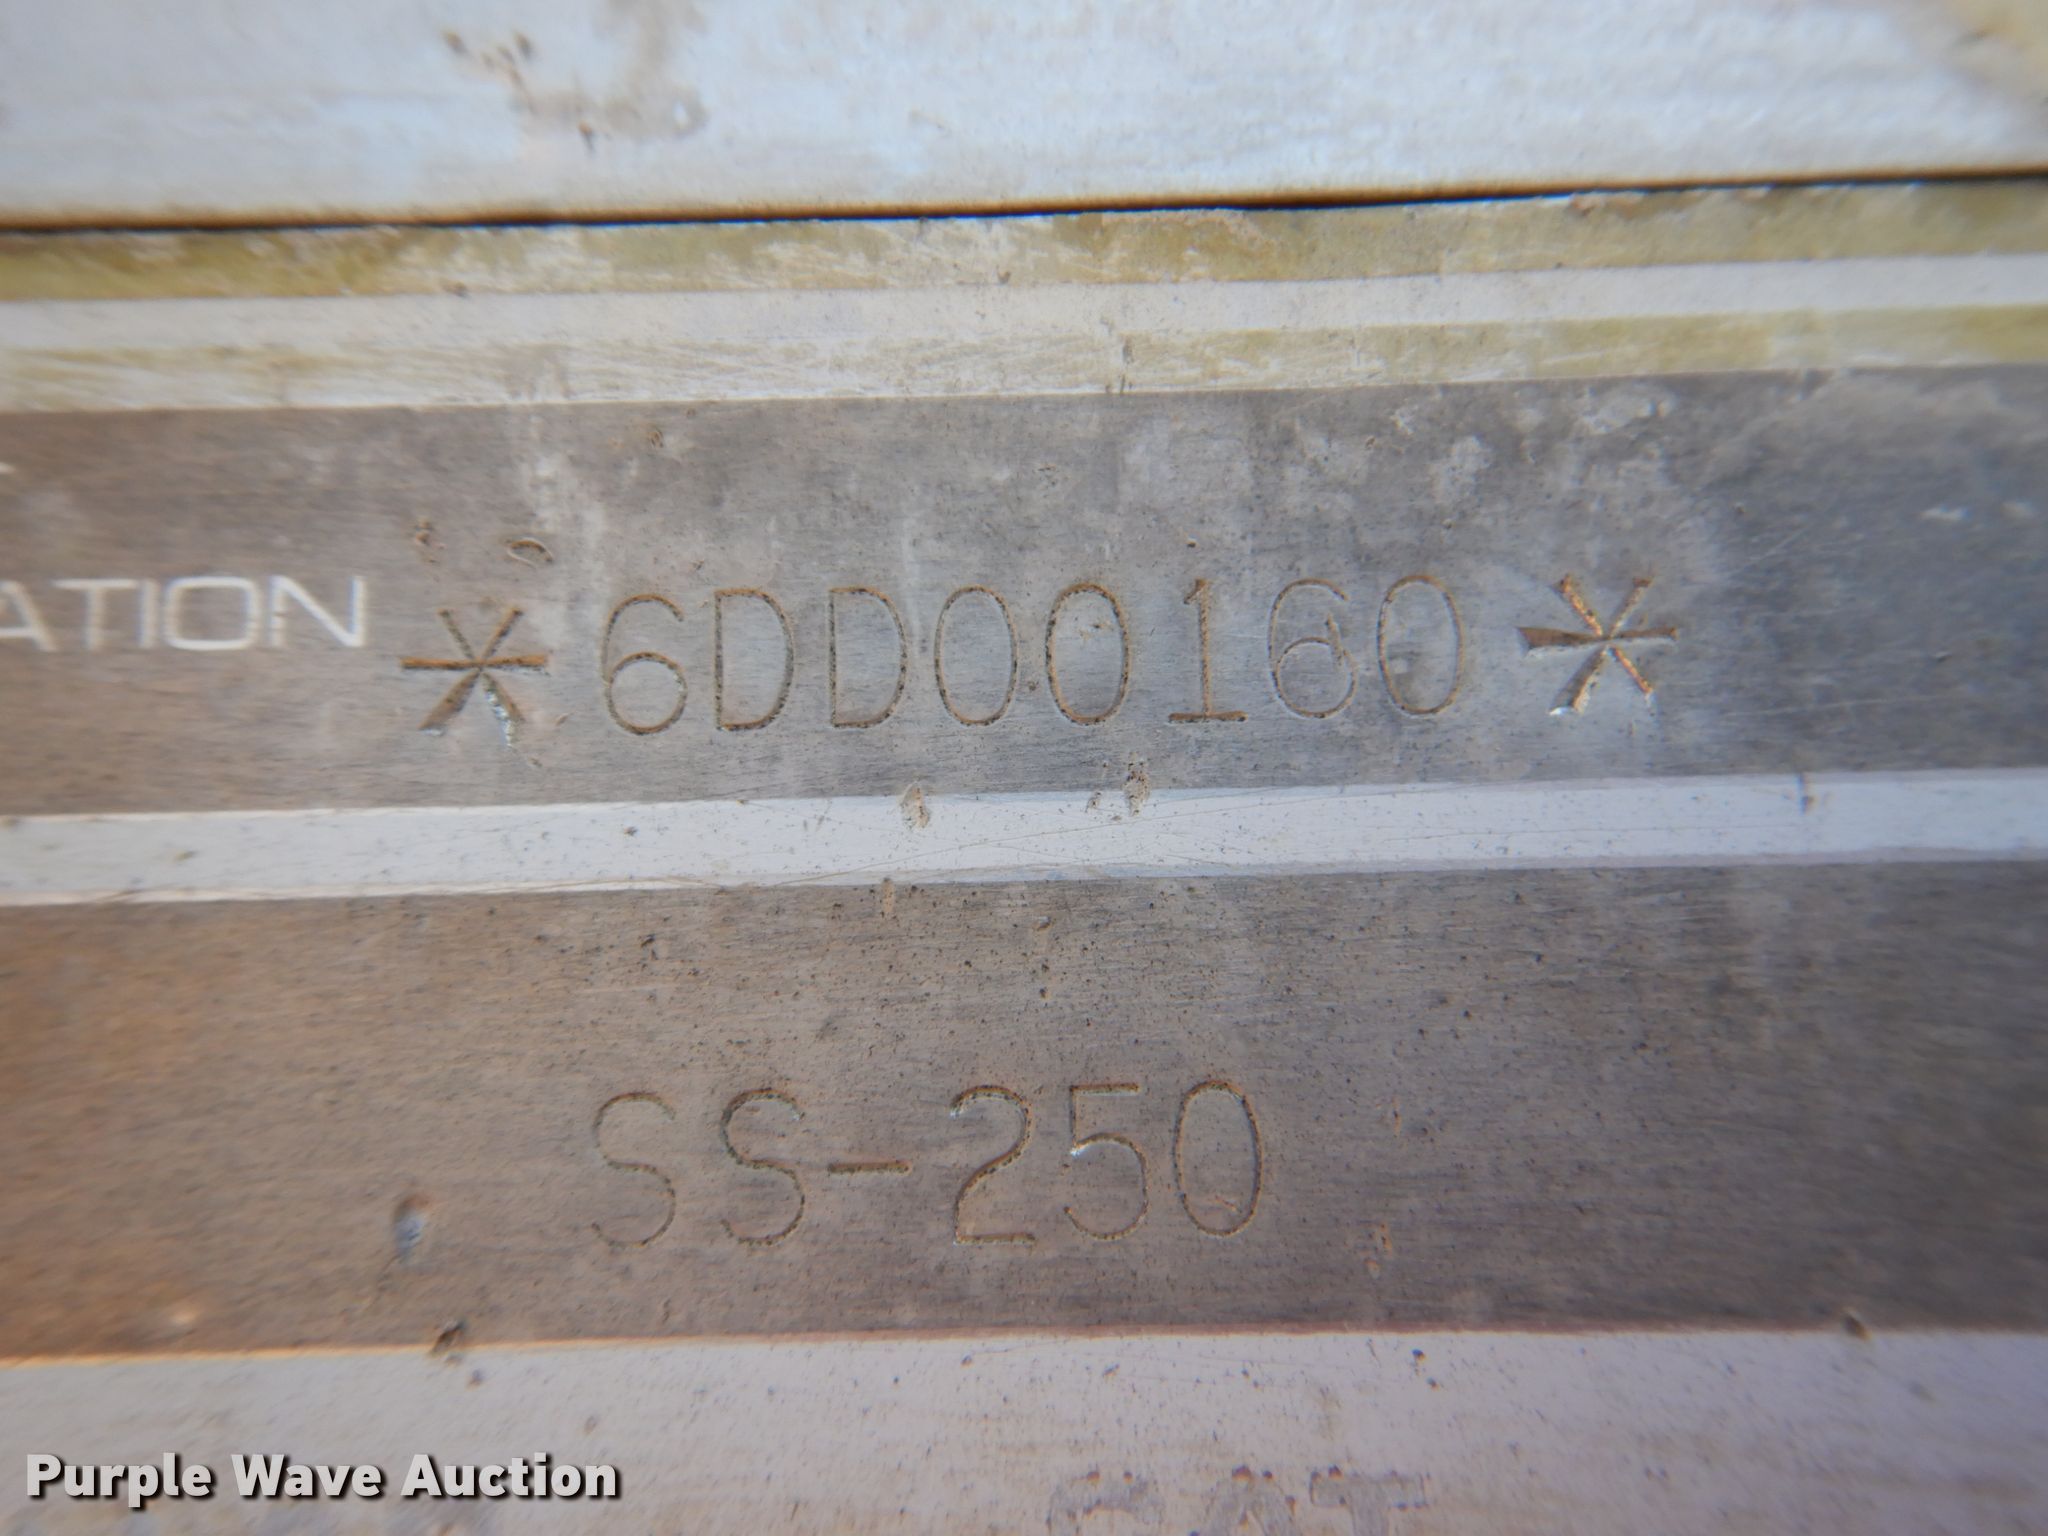 ATION *6DD00160*
SS-250
Purple Wave Auction